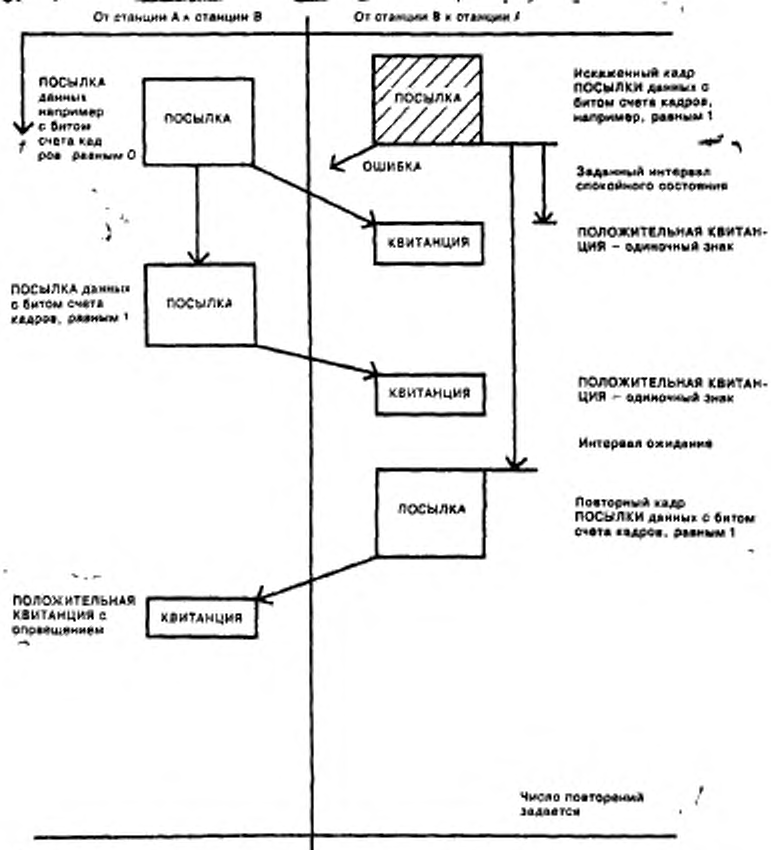 От станции А к станции В
От станции В к станции А
ПОСЫЛКА
данных
например
с битом
счета кад
ров равным 0
ПОСЫЛКА
ПОСЫЛКА
Искаженный кадр
ПОСЫЛКИ данных с
битом счета кадров,
например, равным 1
ОШИБКА
Заданный интервал
спокойного состояния
КВИТАНЦИЯ
ПОЛОЖИТЕЛЬНАЯ КВИТАН-
ЦИЯ – одиночный знак
ПОСЫЛКА данных
с битом счета
кадров, равным 1
ПОСЫЛКА
КВИТАНЦИЯ
ПОЛОЖИТЕЛЬНАЯ КВИТАН-
ЦИЯ – одиночный знак
Интервал ожидания
ПОСЫЛКА
Повторный кадр
ПОСЫЛКИ данных с битом
счета кадров, равным 1
ПОЛОЖИТЕЛЬНАЯ
КВИТАНЦИЯ с
оповещением
КВИТАНЦИЯ
Число повторений
задается